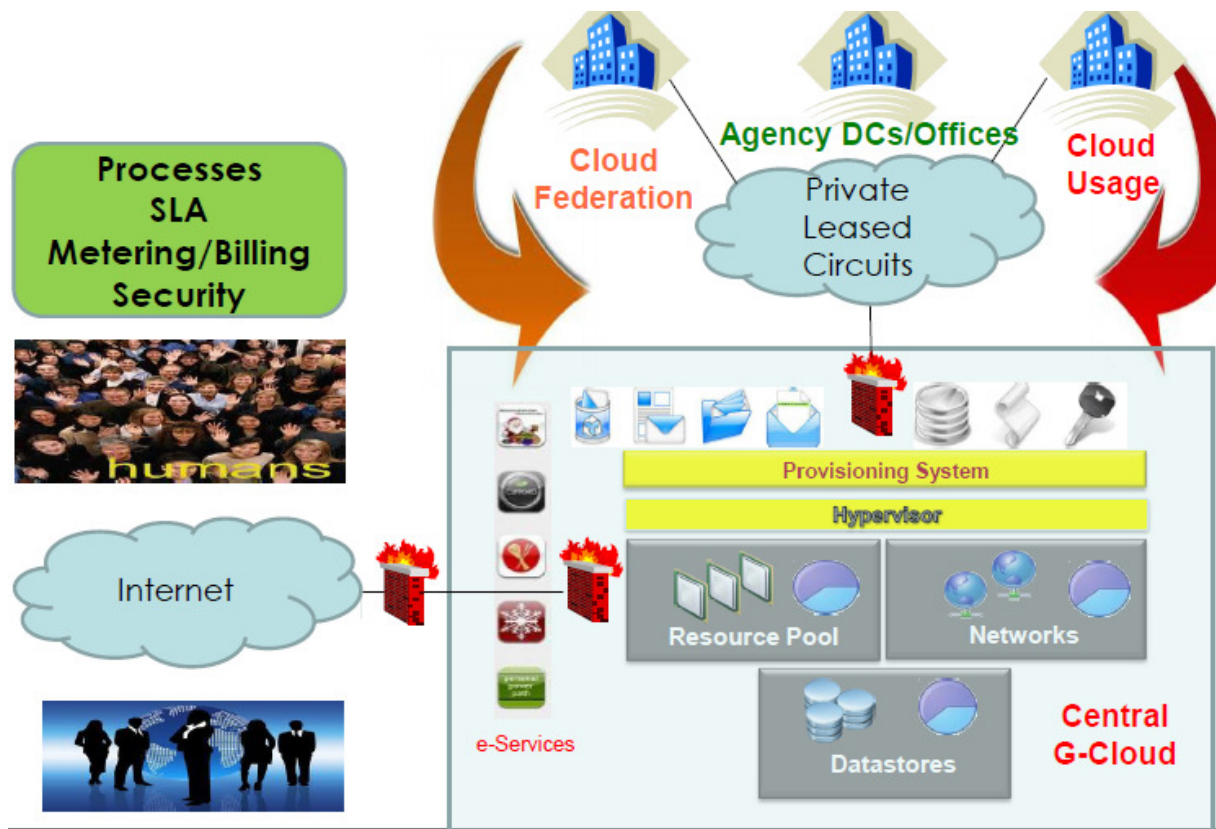 Processes
SLA
Metering/Billing
Security
humans
Internet
Cloud
Federation
Agency DCs/Offices
Cloud
Usage
Private
Leased
Circuits
Provisioning System
Hypervisor
Resource Pool
Networks
Datastores
e-Services
Central
G-Cloud